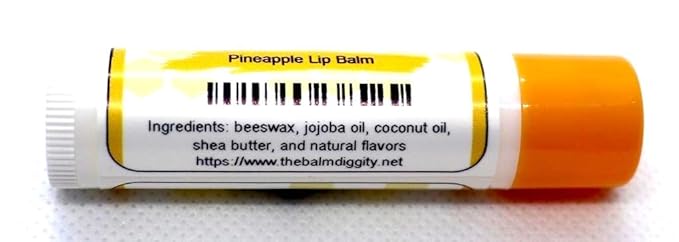 Pineapple Lip Balm
Ingredients: beeswax, jojoba oil, coconut oil,
shea butter, and natural flavors
https://www.thebalmdiggity.net